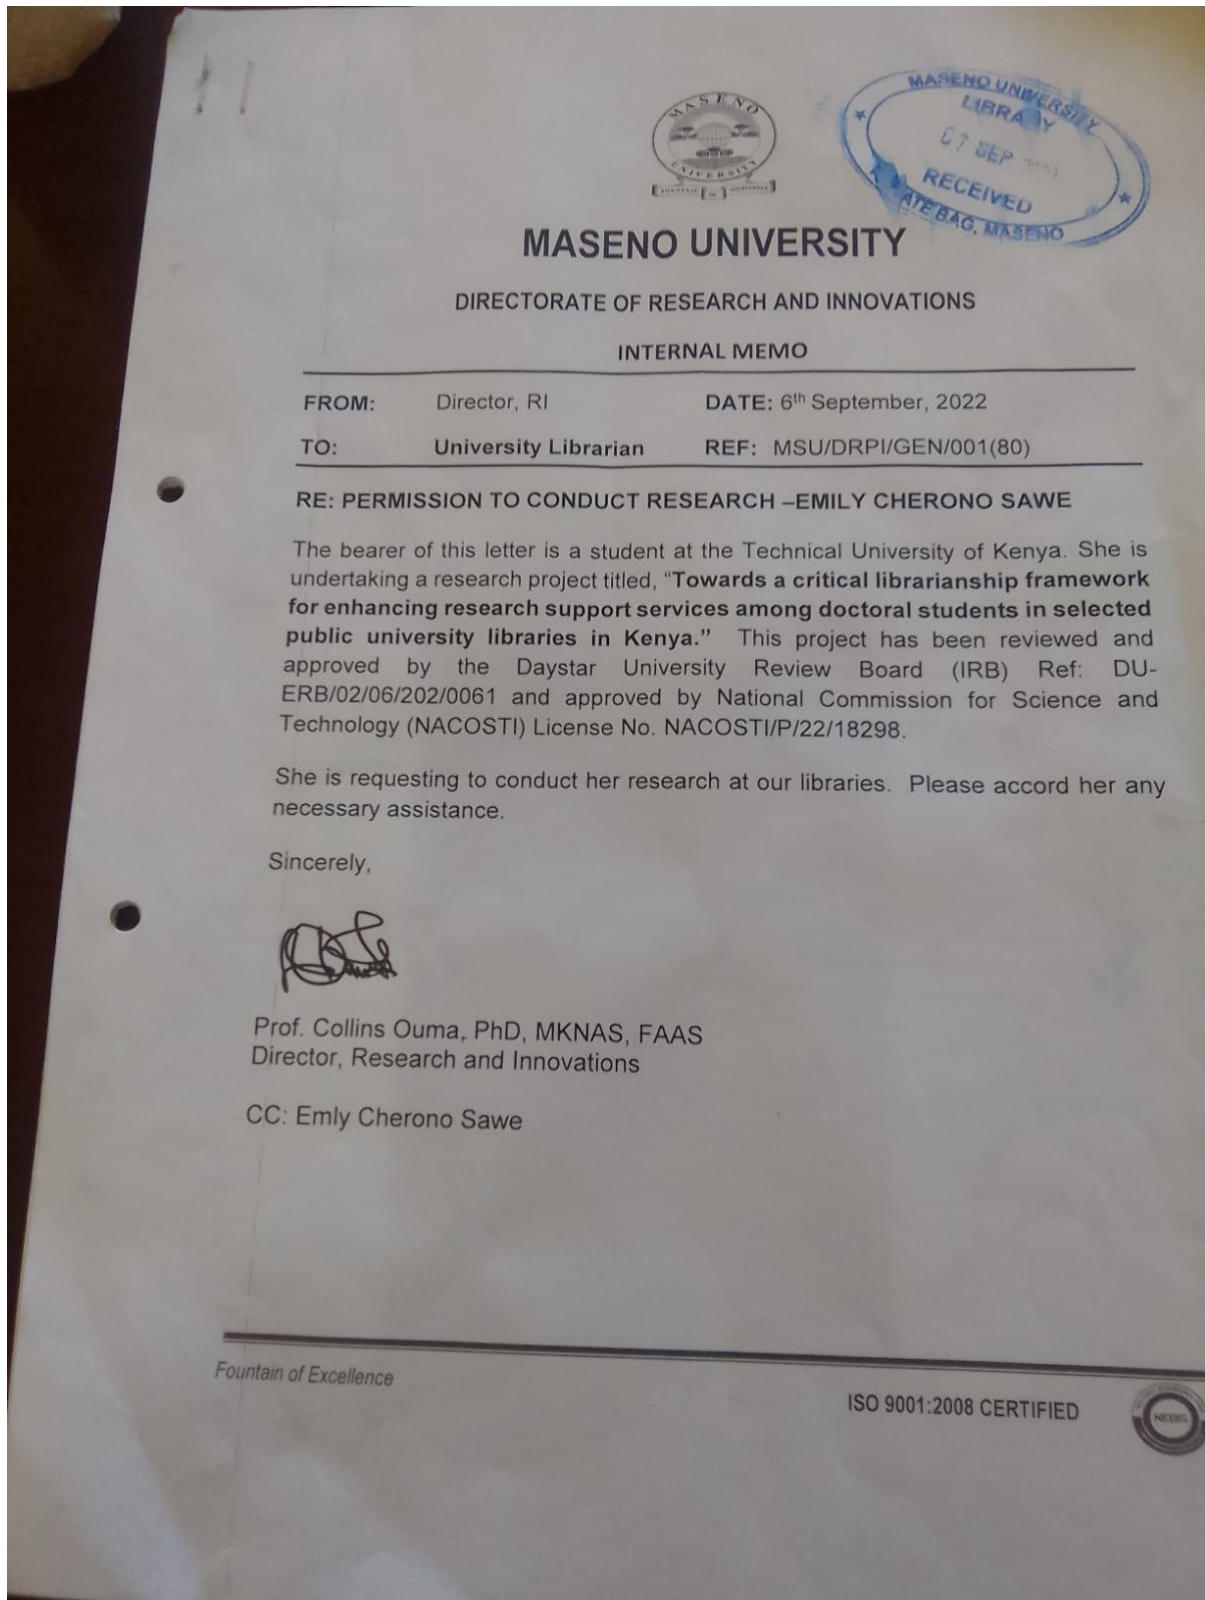 MASENO
UNIVERSITY
MASENO UNIVERSITY
LIBRARY
07 SEP
RECEIVED
BAG, MASENO
MASENO UNIVERSITY
DIRECTORATE OF RESEARCH AND INNOVATIONS
INTERNAL MEMO
FROM: Director, RI DATE: 6th September, 2022
TO: University Librarian REF: MSU/DRPI/GEN/001(80)
RE: PERMISSION TO CONDUCT RESEARCH –EMILY CHERONO SAWE
The bearer of this letter is a student at the Technical University of Kenya. She is
undertaking a research project titled, “Towards a critical librarianship framework
for enhancing research support services among doctoral students in selected
public university libraries in Kenya.” This project has been reviewed and
approved by the Daystar University Review Board (IRB) Ref: DU-
ERB/02/06/202/0061 and approved by National Commission for Science and
Technology (NACOSTI) License No. NACOSTI/P/22/18298.
She is requesting to conduct her research at our libraries. Please accord her any
necessary assistance.
Sincerely,
Prof. Collins Ouma, PhD, MKNAS, FAAS
Director, Research and Innovations
CC: Emly Cherono Sawe
Fountain of Excellence
ISO 9001:2008 CERTIFIED